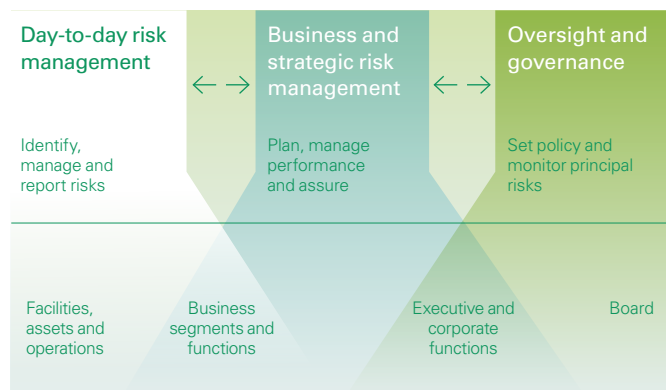 Day-to-day risk
management
Business and
strategic risk
management
Oversight and
governance
Identify,
manage and
report risks
Plan, manage
performance
and assure
Set policy and
monitor principal
risks
Facilities,
assets and
operations
Business
segments and
functions
Executive and
corporate
functions
Board